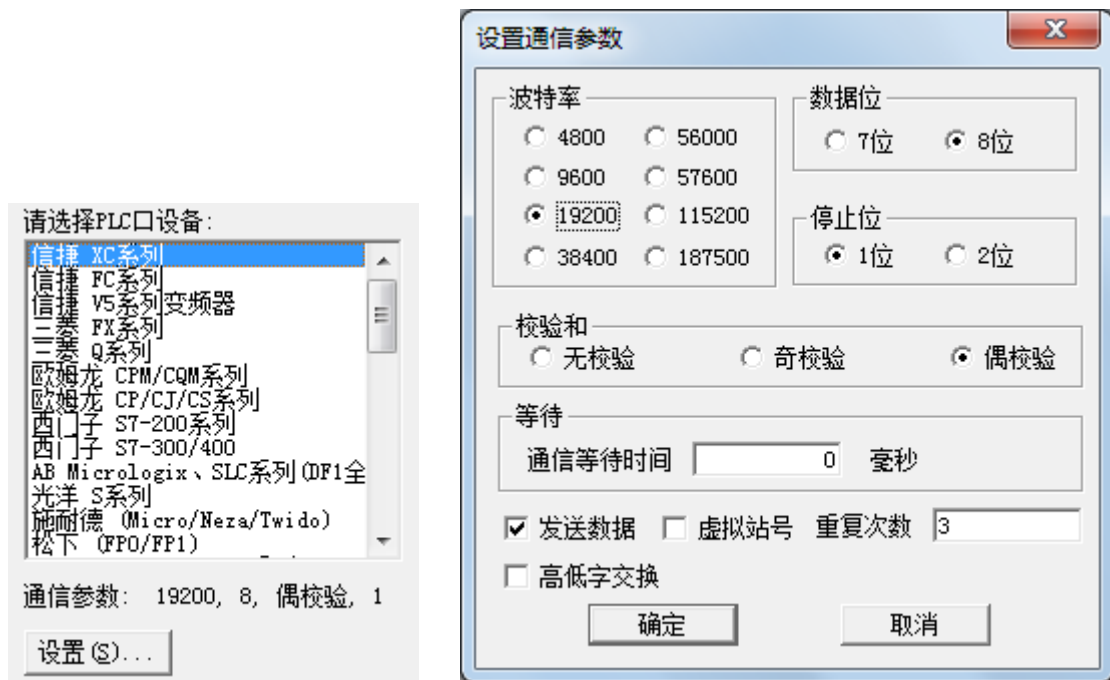 请选择PLC口设备:
信捷 XC系列
信捷 FC系列
信捷 V5系列变频器
三菱 FX系列
三菱 Q系列
欧姆龙 CPM/CQM系列
欧姆龙 CP/CJ/CS系列
西门子 S7-200系列
西门子 S7-300/400
AB Micrologix、SLC系列(DF1全
光洋 S系列
施耐德 (Micro/Neza/Twido)
松下 (FP0/FP1)
通信参数: 19200, 8, 偶校验, 1
设置(S)...
设置通信参数
波特率
4800 56000
9600 57600
19200 115200
38400 187500
数据位
7位 8位
停止位
1位 2位
校验和
无校验 奇校验 偶校验
等待
通信等待时间 0 毫秒
发送数据 虚拟站号 重复次数 3
高低字交换
确定 取消